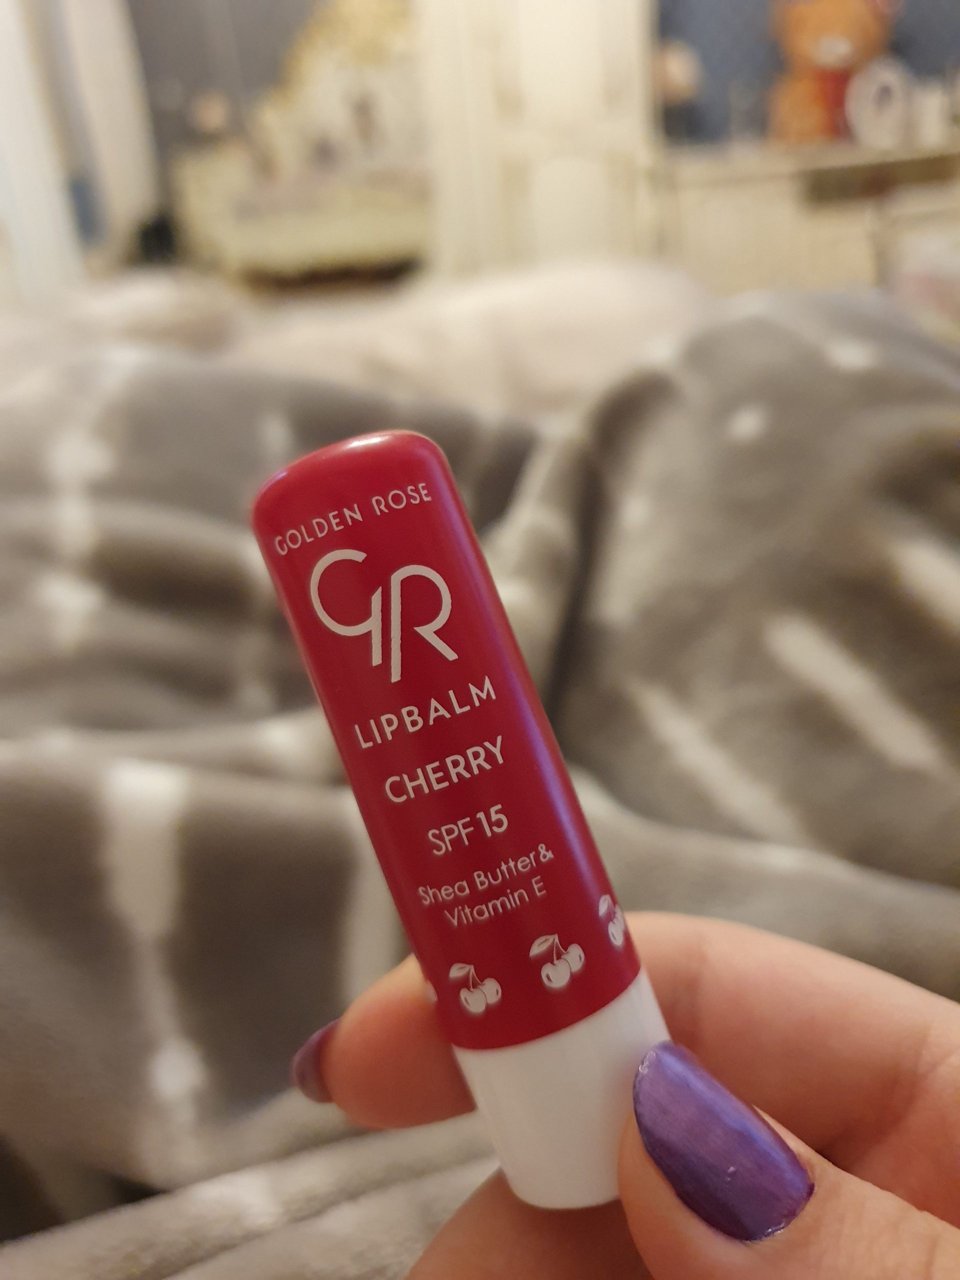 GOLDEN ROSE
GR
LIPBALM
CHERRY
SPF 15
Shea Butter &
Vitamin E